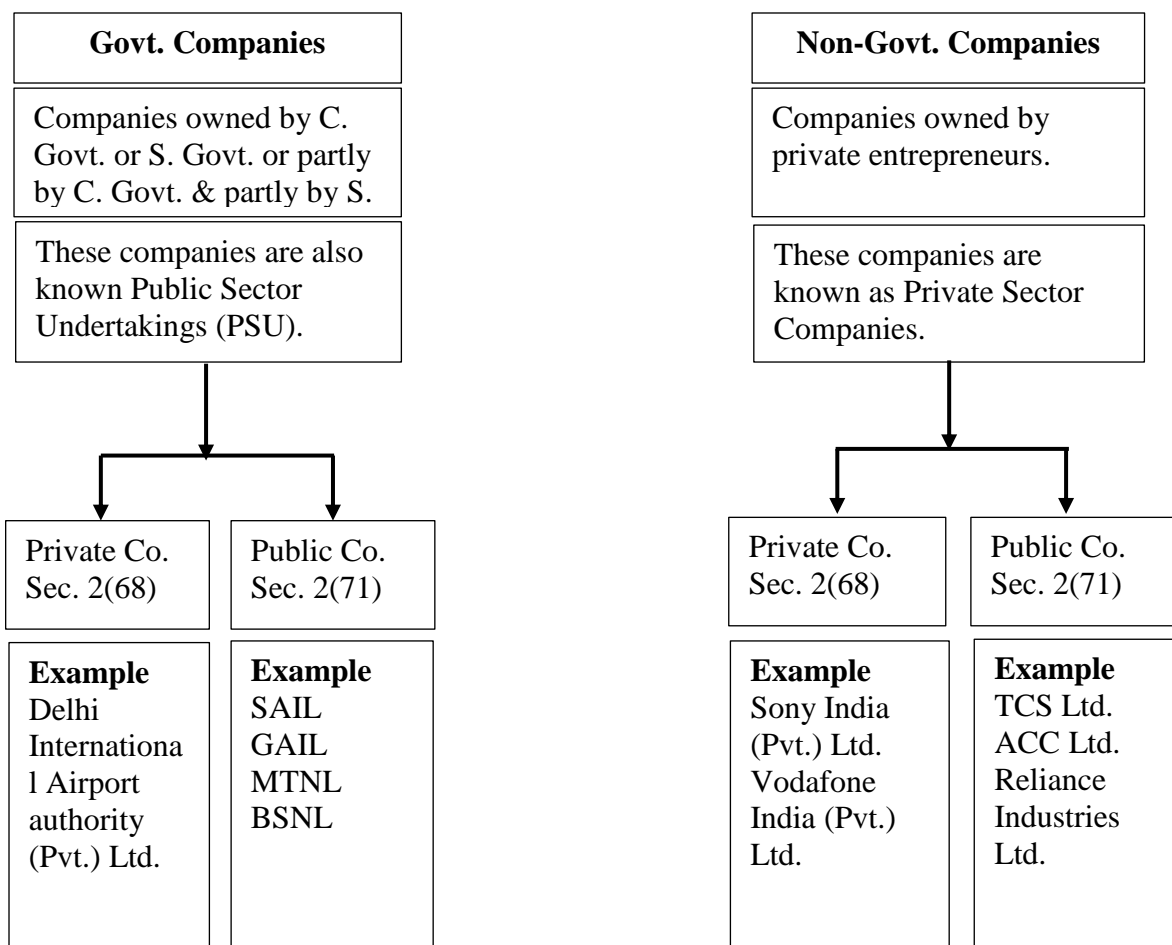 Govt. Companies
Companies owned by C.
Govt. or S. Govt. or partly
by C. Govt. & partly by S.
These companies are also
known Public Sector
Undertakings (PSU).
Private Co.
Sec. 2(68)
Public Co.
Sec. 2(71)
Example
Delhi
Internationa
l Airport
authority
(Pvt.) Ltd.
Example
SAIL
GAIL
MTNL
BSNL
Non-Govt. Companies
Companies owned by
private entrepreneurs.
These companies are
known as Private Sector
Companies.
Private Co.
Sec. 2(68)
Public Co.
Sec. 2(71)
Example
Sony India
(Pvt.) Ltd.
Vodafone
India (Pvt.)
Ltd.
Example
TCS Ltd.
ACC Ltd.
Reliance
Industries
Ltd.